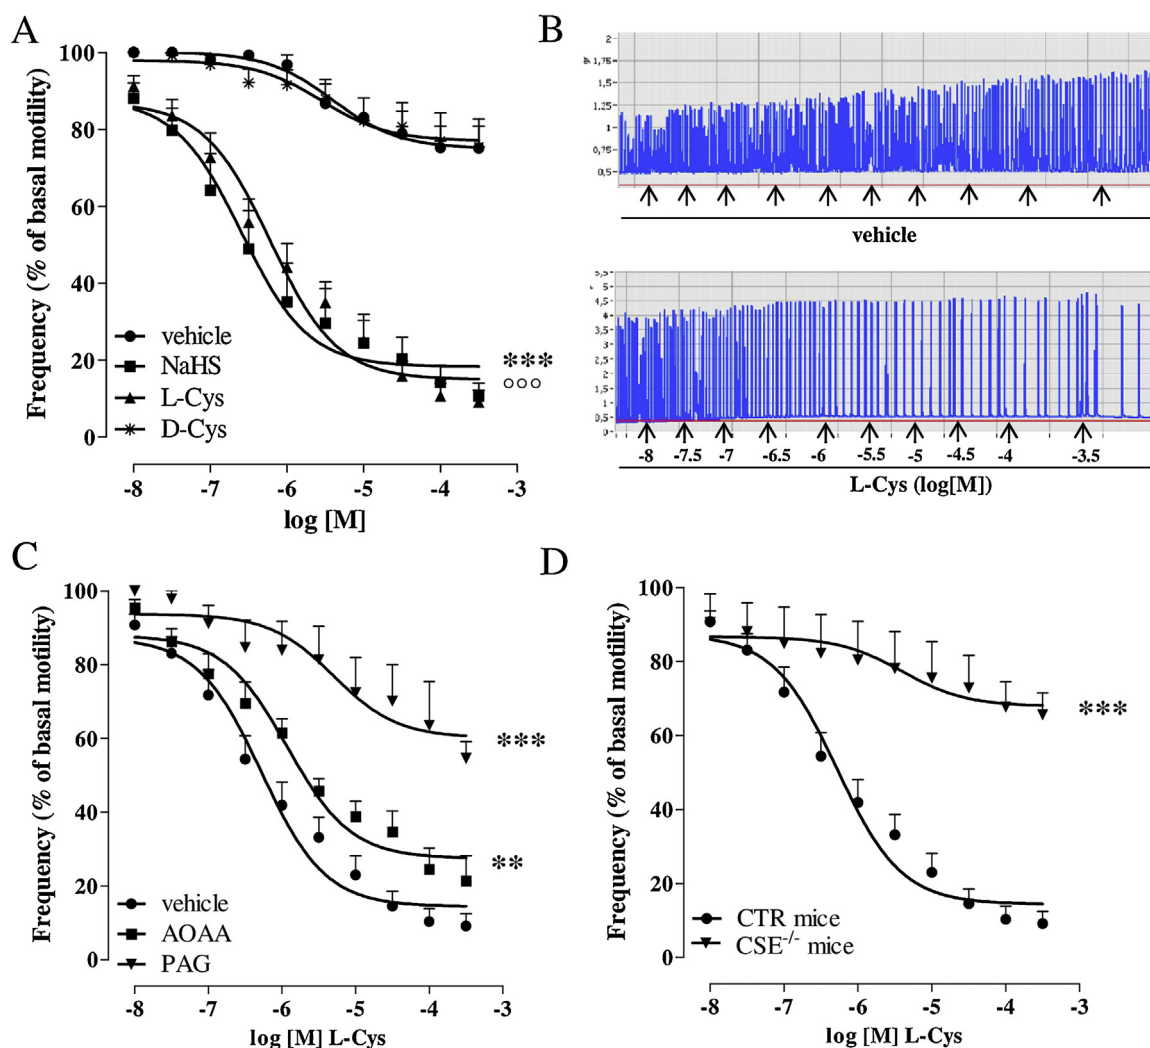 A
Frequency (% of basal motility)
100
80
60
40
20
0
vehicle
NaHS
L-Cys
D-Cys
***
°°°
-8 -7 -6 -5 -4 -3
log [M]
B
2
1,75
1,5
1,25
1
0,75
0,5
vehicle
5,5
5
4,5
4
3,5
3
2,5
2
1,5
1
0,5
0
-8 -7.5 -7 -6.5 -6 -5.5 -5 -4.5 -4 -3.5
L-Cys (log[M])
C
Frequency (% of basal motility)
100
80
60
40
20
0
***
**
vehicle
AOAA
PAG
-8 -7 -6 -5 -4 -3
log [M] L-Cys
D
Frequency (% of basal motility)
100
80
60
40
20
0
***
CTR mice
CSE-/- mice
-8 -7 -6 -5 -4 -3
log [M] L-Cys